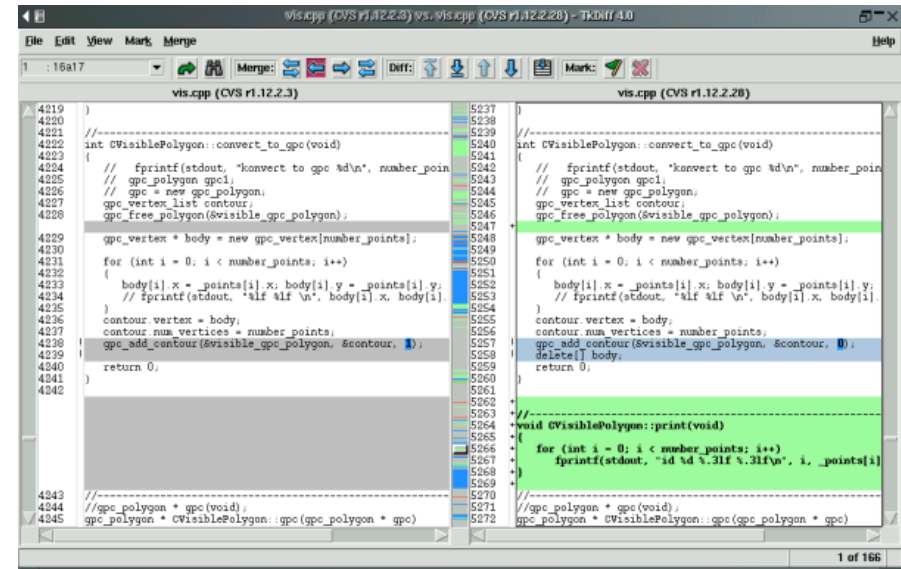 vis.cpp (CVS r1.12.2.3) vs. vis.cpp (CVS r1.12.2.28) - TkDiff 4.0
File Edit View Mark Merge Help
1 : 16a17 Merge: Diff: Mark:
vis.cpp (CVS r1.12.2.3)
4219 }
4220
4221 //------------------------------------------------------------
4222 int CVisiblePolygon::convert_to_gpc(void)
4223 {
4224 // fprintf(stdout, "konvert to gpc %d\n", number_poin
4225 // gpc_polygon gpc1;
4226 // gpc = new gpc_polygon;
4227 gpc_vertex_list contour;
4228 gpc_free_polygon(&visible_gpc_polygon);
4229 gpc_vertex * body = new gpc_vertex[number_points];
4230
4231 for (int i = 0; i < number_points; i++)
4232 {
4233 body[i].x = _points[i].x; body[i].y = _points[i].y;
4234 // fprintf(stdout, "%lf %lf \n", body[i].x, body[i].
4235 }
4236 contour.vertex = body;
4237 contour.num_vertices = number_points;
4238 ! gpc_add_contour(&visible_gpc_polygon, &contour, 1);
4239 !
4240 return 0;
4241 }
4242
4243 //------------------------------------------------------------
4244 //gpc_polygon * gpc(void);
4245 gpc_polygon * CVisiblePolygon::gpc(gpc_polygon * gpc)
vis.cpp (CVS r1.12.2.28)
5237 }
5238
5239 //------------------------------------------------------------
5240 int CVisiblePolygon::convert_to_gpc(void)
5241 {
5242 // fprintf(stdout, "konvert to gpc %d\n", number_poin
5243 // gpc_polygon gpc1;
5244 // gpc = new gpc_polygon;
5245 gpc_vertex_list contour;
5246 gpc_free_polygon(&visible_gpc_polygon);
5247 +
5248 gpc_vertex * body = new gpc_vertex[number_points];
5249
5250 for (int i = 0; i < number_points; i++)
5251 {
5252 body[i].x = _points[i].x; body[i].y = _points[i].y;
5253 // fprintf(stdout, "%lf %lf \n", body[i].x, body[i].
5254 }
5255 contour.vertex = body;
5256 contour.num_vertices = number_points;
5257 ! gpc_add_contour(&visible_gpc_polygon, &contour, 0);
5258 ! delete[] body;
5259 return 0;
5260 }
5261
5262 +
5263 +//------------------------------------------------------------
5264 +void CVisiblePolygon::print(void)
5265 +{
5266 + for (int i = 0; i < number_points; i++)
5267 + fprintf(stdout, "id %d %.3lf %.3lf\n", i, _points[i]
5268 +}
5269 +
5270 //------------------------------------------------------------
5271 //gpc_polygon * gpc(void);
5272 gpc_polygon * CVisiblePolygon::gpc(gpc_polygon * gpc)
1 of 166